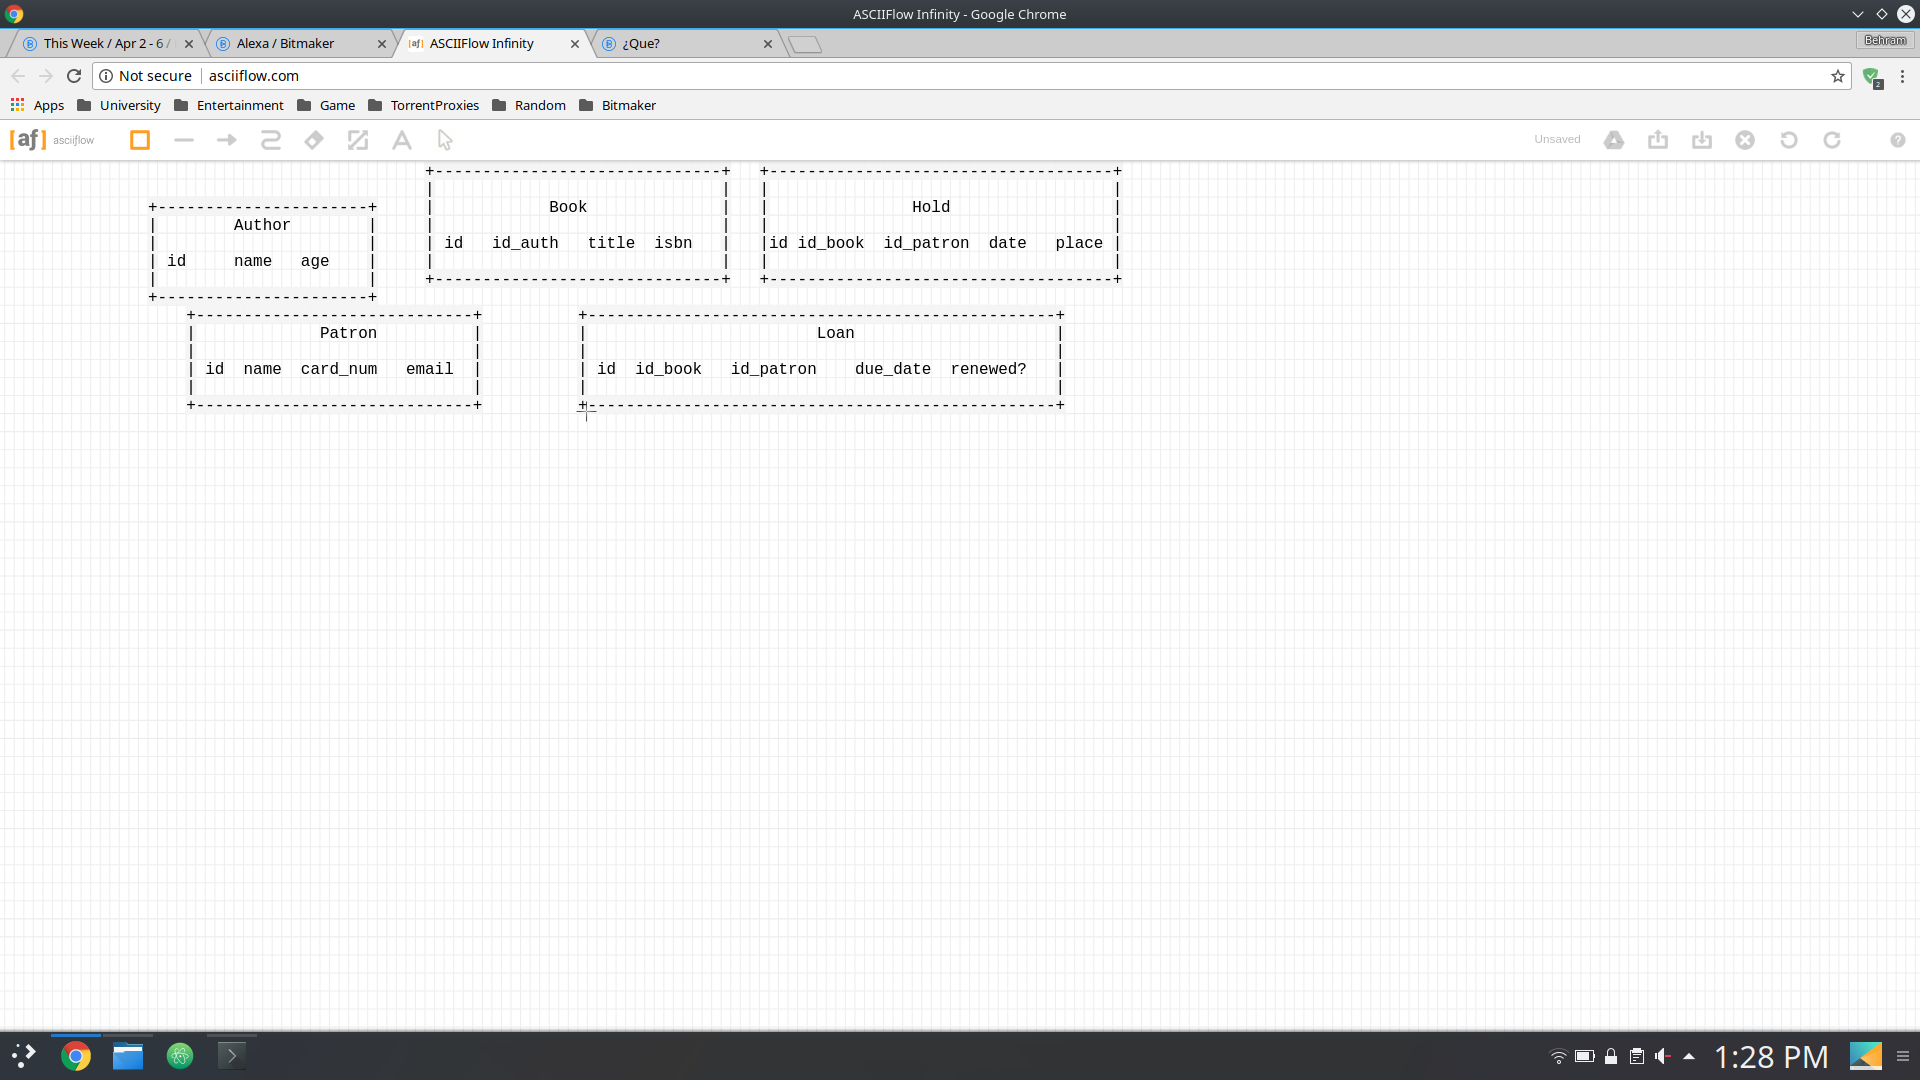 ASCIIFlow Infinity - Google Chrome
This Week / Apr 2 - 6 /
Alexa / Bitmaker
[af] ASCIIFlow Infinity
¿Que?
Behram
Not secure | asciiflow.com
2
Apps University Entertainment Game TorrentProxies Random Bitmaker
[af] asciiflow
A
Unsaved
?
+-----------------------------+   +------------------------------------+
|                             |   |                                    |
+----------------------+     |            Book             |   |               Hold                 |
|        Author        |     |                             |   |                                    |
|                      |     | id   id_auth   title  isbn  |   |id id_book  id_patron  date   place |
| id     name   age    |     |                             |   |                                    |
|                      |     +-----------------------------+   +------------------------------------+
+----------------------+
+-----------------------------+          +-------------------------------------------------+
|             Patron          |          |                        Loan                     |
|                             |          |                                                 |
| id  name  card_num   email  |          | id  id_book   id_patron    due_date  renewed?   |
|                             |          |                                                 |
+-----------------------------+          +-------------------------------------------------+
1:28 PM